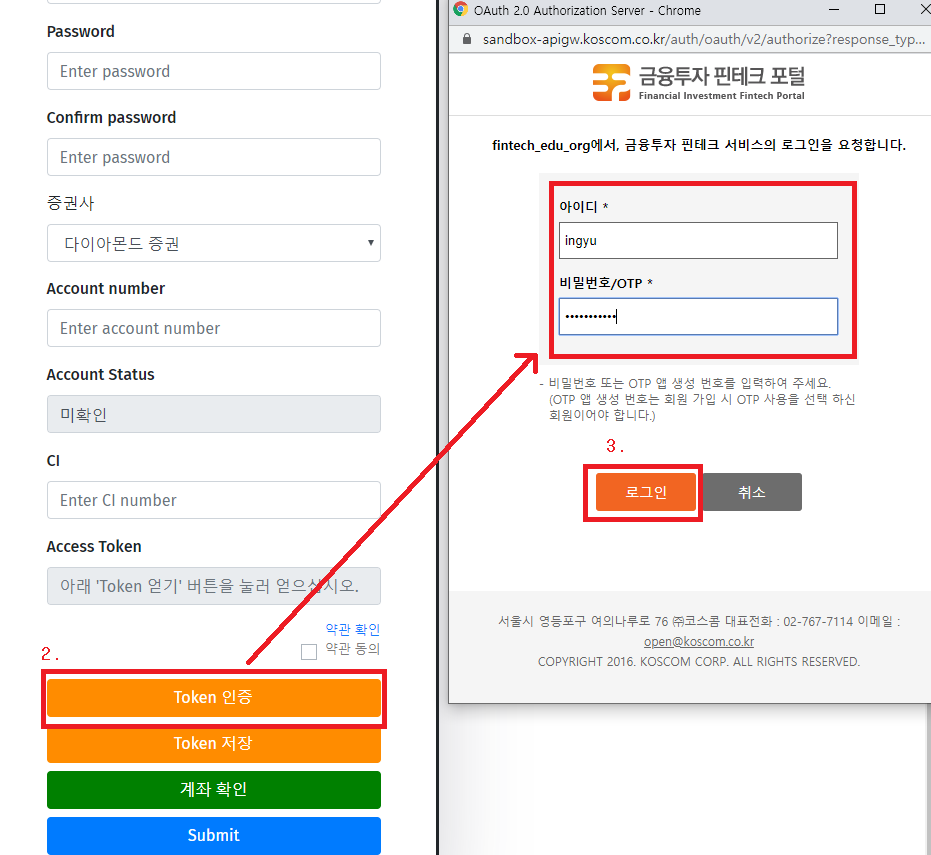 Password
Enter password
Confirm password
Enter password
증권사
다이아몬드 증권
Account number
Enter account number
Account Status
미확인
CI
Enter CI number
Access Token
아래 'Token 얻기' 버튼을 눌러 얻으십시오.
약관 확인
약관 동의
2.
Token 인증
Token 저장
계좌 확인
Submit
OAuth 2.0 Authorization Server - Chrome
sandbox-apigw.koscom.co.kr/auth/oauth/v2/authorize?response_typ...
금융투자 핀테크 포털
Financial Investment Fintech Portal
fintech_edu_org에서, 금융투자 핀테크 서비스의 로그인을 요청합니다.
아이디 *
ingyu
비밀번호/OTP *
•••••••••••
- 비밀번호 또는 OTP 앱 생성 번호를 입력하여 주세요.
(OTP 앱 생성 번호는 회원 가입 시 OTP 사용을 선택 하신
회원이어야 합니다.)
3.
로그인 취소
서울시 영등포구 여의나루로 76 ㈜코스콤 대표전화 : 02-767-7114 이메일 :
open@koscom.co.kr
COPYRIGHT 2016. KOSCOM CORP. ALL RIGHTS RESERVED.